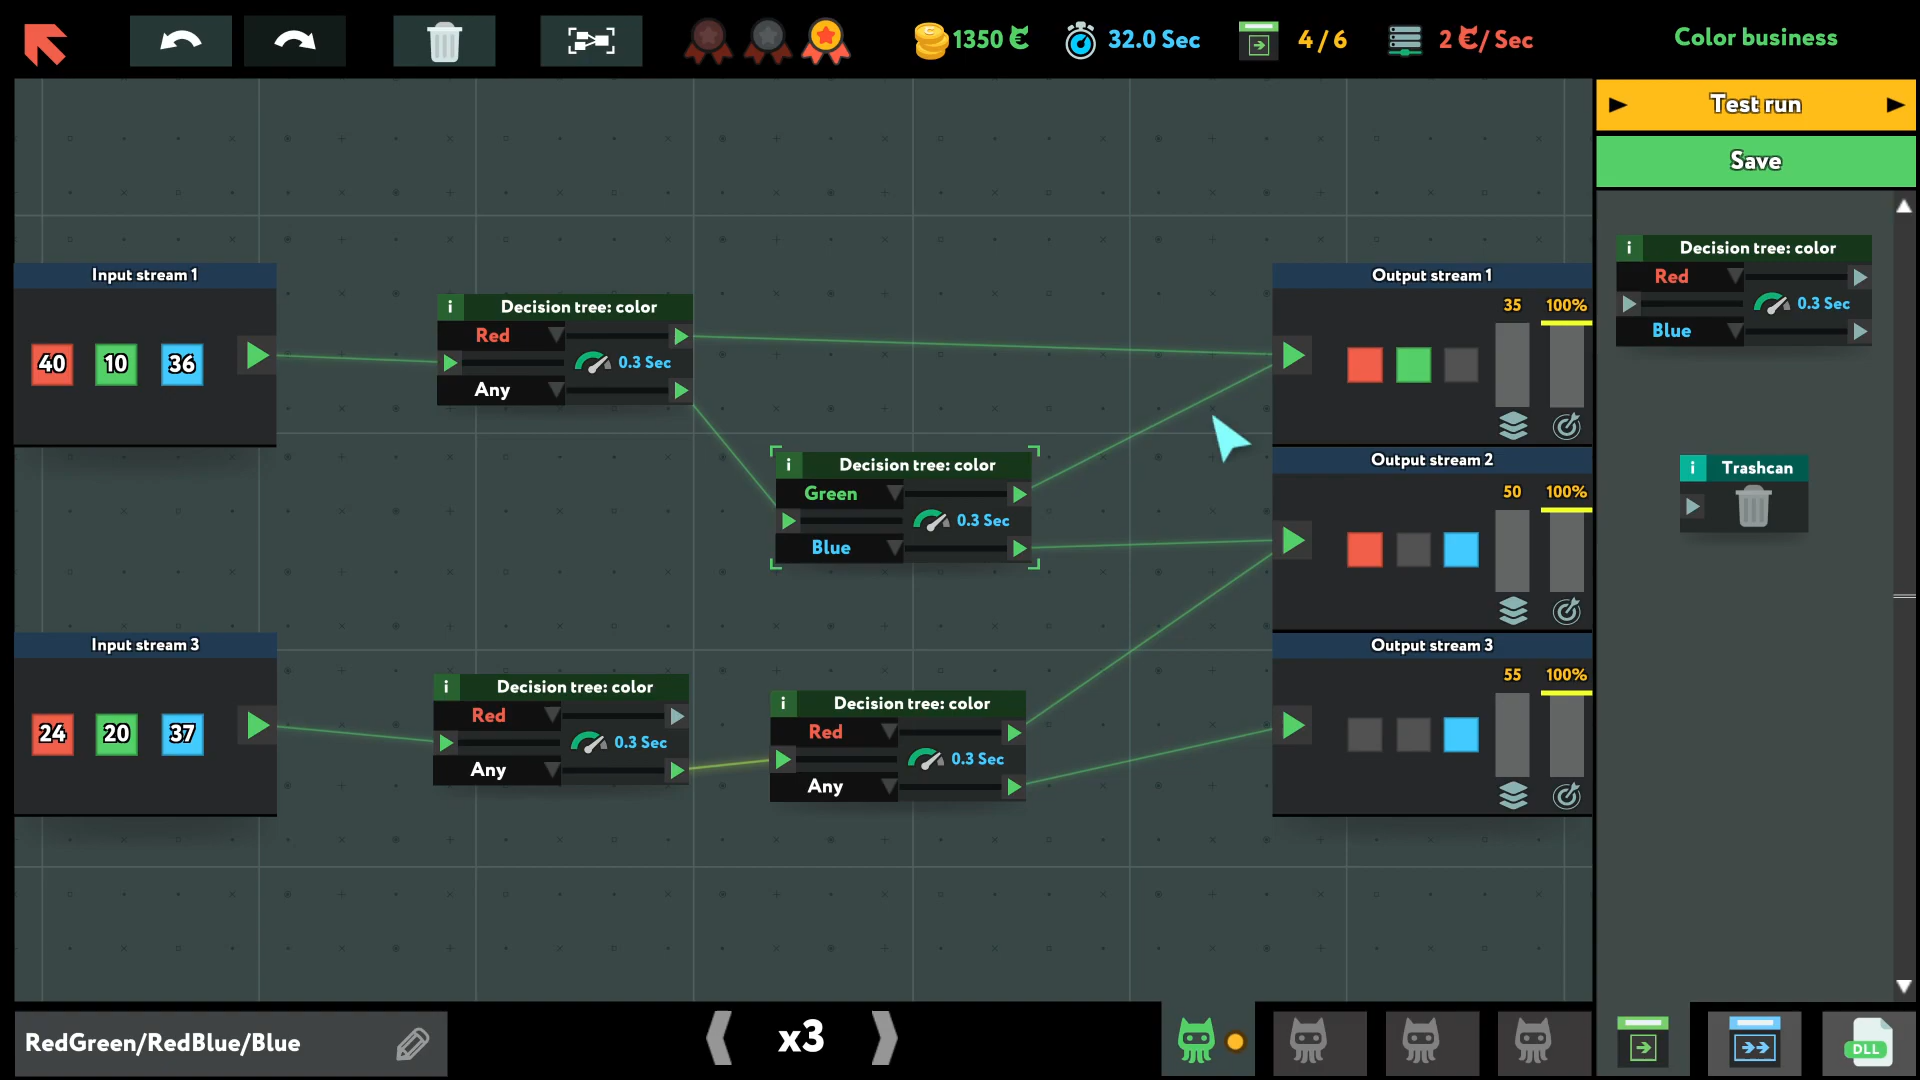 1350
32.0 Sec
4 / 6
2 / Sec
Color business
Test run
Save
Input stream 1
40 10 36
Decision tree: color
Red
0.3 Sec
Any
Decision tree: color
Green
0.3 Sec
Blue
Output stream 1
35 100%
Output stream 2
50 100%
Output stream 3
55 100%
Input stream 3
24 20 37
Decision tree: color
Red
0.3 Sec
Any
Decision tree: color
Red
0.3 Sec
Any
i Decision tree: color
Red
0.3 Sec
Blue
i Trashcan
RedGreen/RedBlue/Blue
x3
DLL